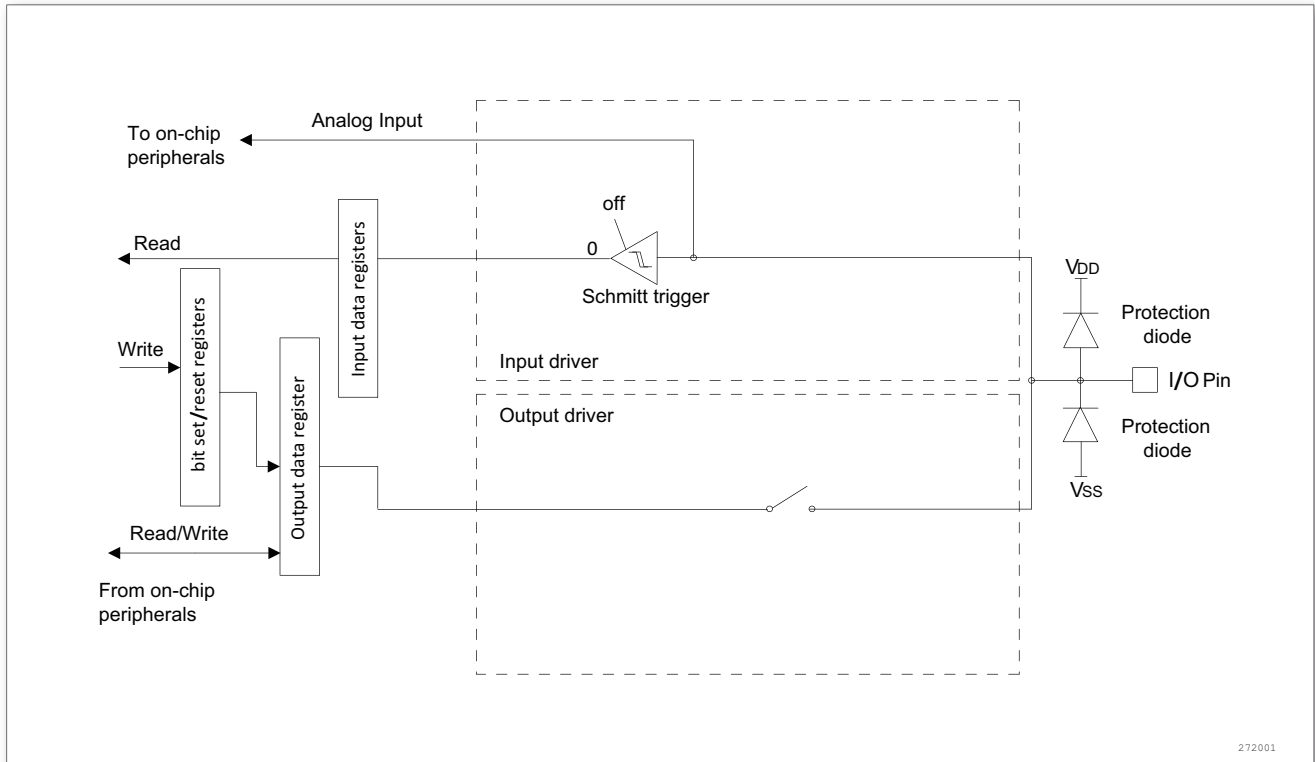 Analog Input
To on-chip
peripherals
off
Read
0
Input data registers
Schmitt trigger
VDD
Protection
diode
bit set/reset registers
Write
Input driver
I/O Pin
Output driver
Output data register
Protection
diode
VSS
Read/Write
From on-chip
peripherals
272001